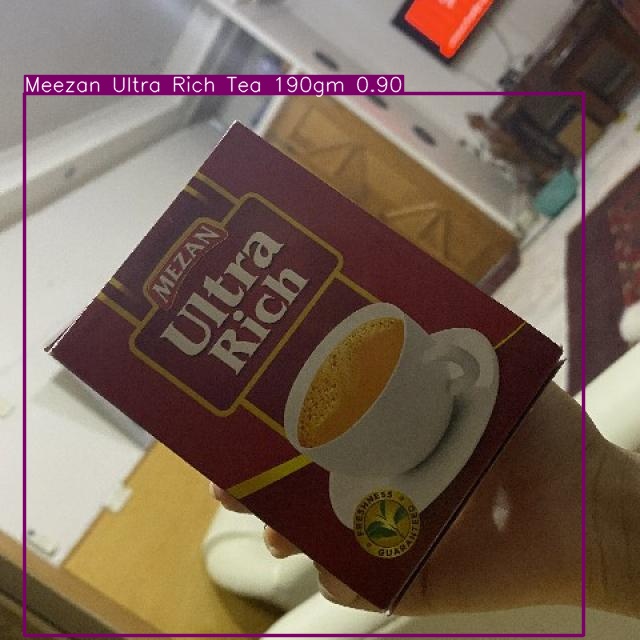 Meezan Ultra Rich Tea 190gm 0.90
MEZAN
Ultra
Rich
FRESHNESS
GUARANTEED